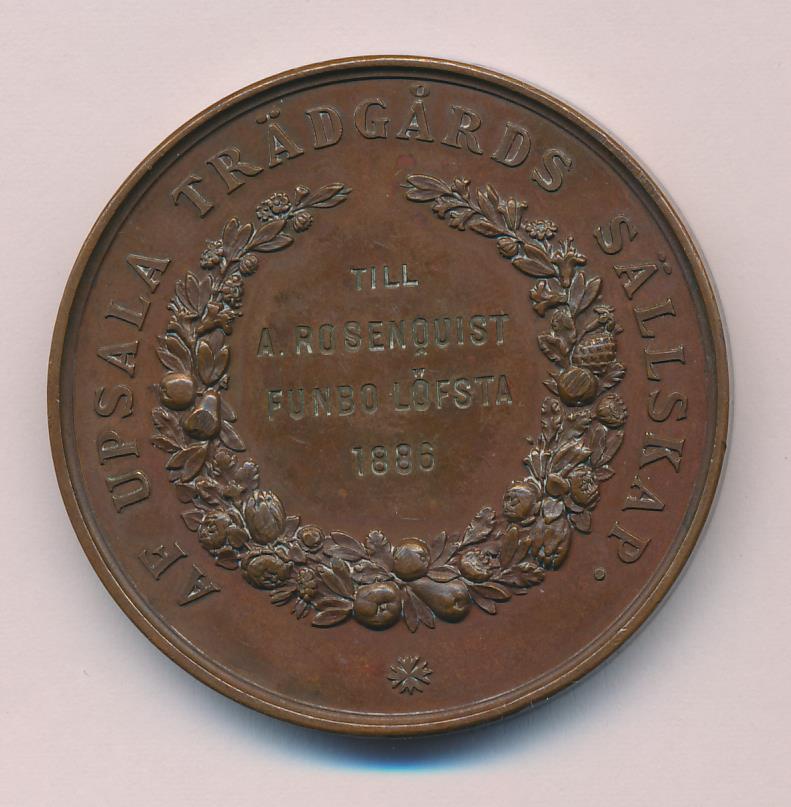 AF UPSALA TRÄDGÅRDS SÄLLSKAP.
TILL
A. ROSENQUIST
FUNBO LÖFSTA
1886